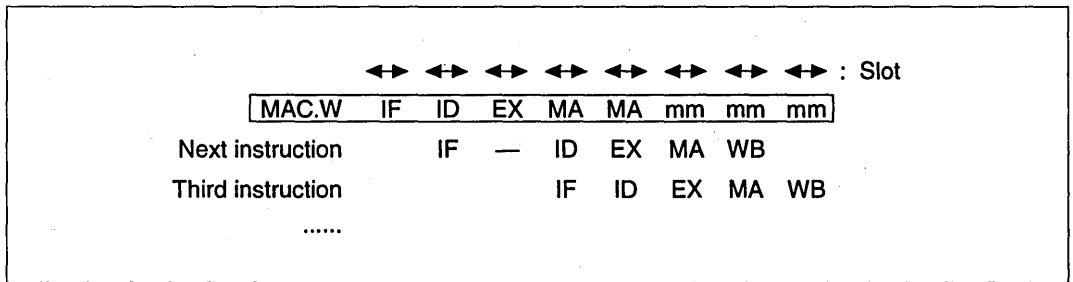 : Slot
MAC.W IF ID EX MA MA mm mm mm
Next instruction IF — ID EX MA WB
Third instruction IF ID EX MA WB
......